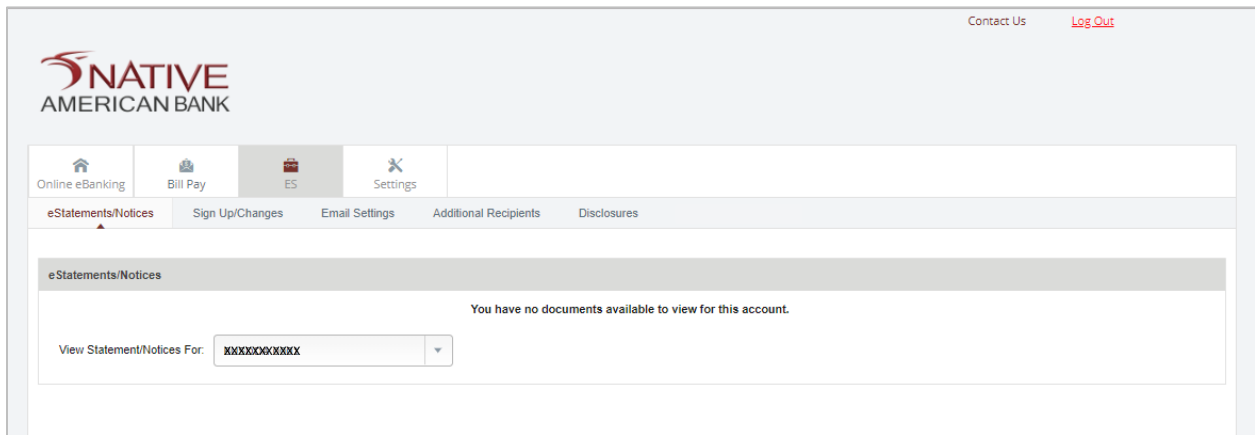 Contact Us Log Out
NATIVE
AMERICAN BANK
Online eBanking Bill Pay ES Settings
eStatements/Notices Sign Up/Changes Email Settings Additional Recipients Disclosures
eStatements/Notices
You have no documents available to view for this account.
View Statement/Notices For: